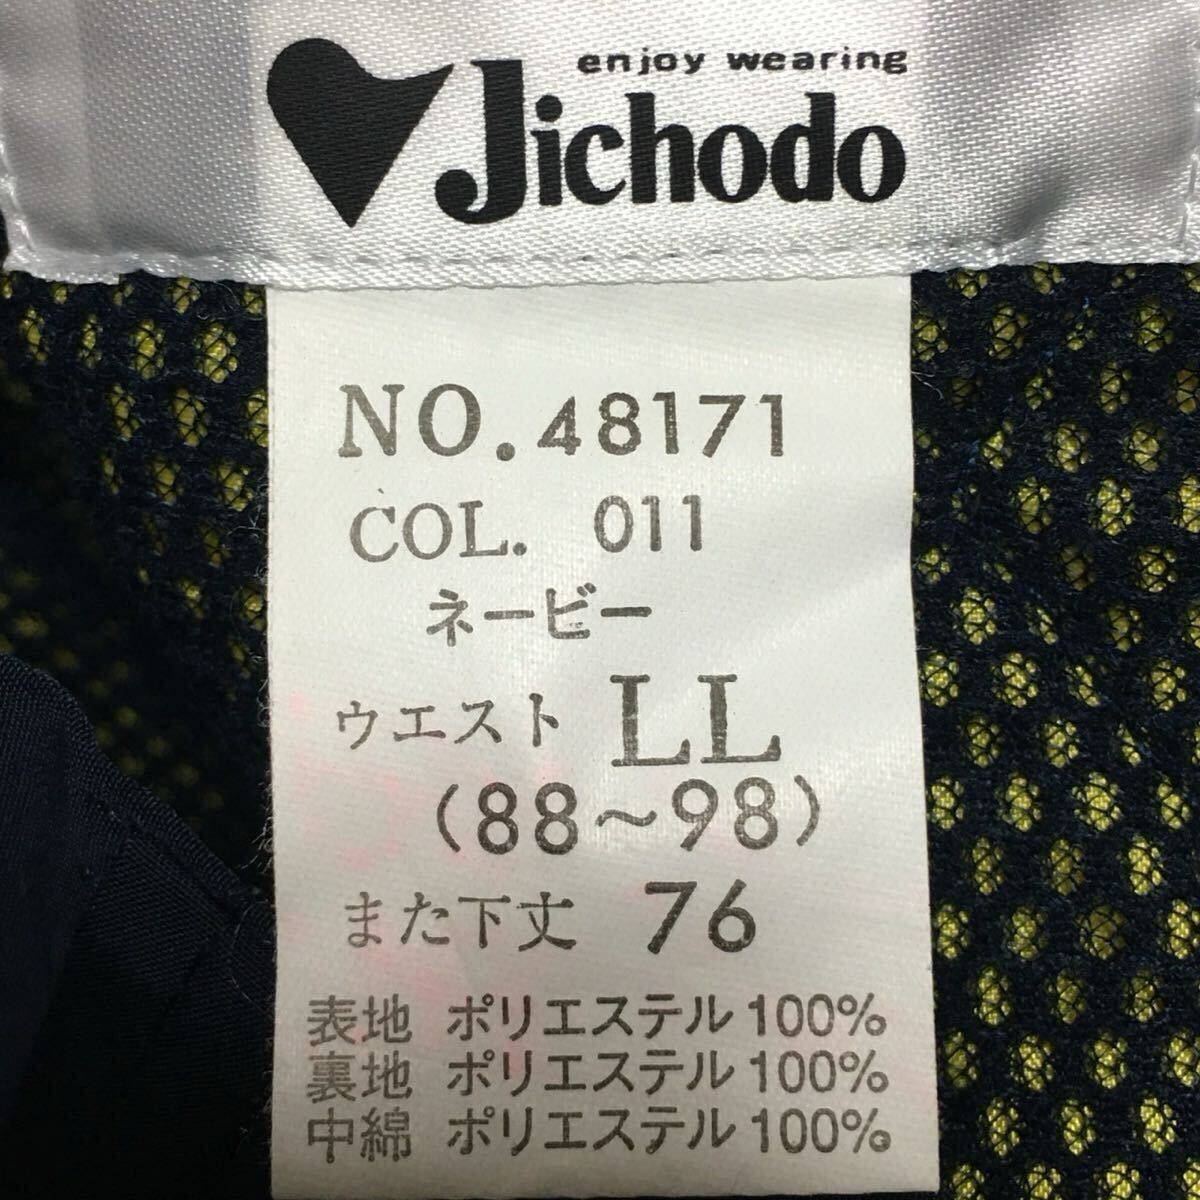 enjoy wearing
Jichodo
NO.48171
COL. 011
ネービー
ウエスト LL
(88~98)
また下丈 76
表地 ポリエステル100%
裏地 ポリエステル100%
中綿 ポリエステル100%